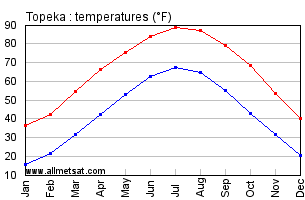 Topeka : temperatures (°F)
90
80
70
60
50
40
30
20
10
www.allmetsat.com
Jan
Feb
Mar
Apr
May
Jun
Jul
Aug
Sep
Oct
Nov
Dec